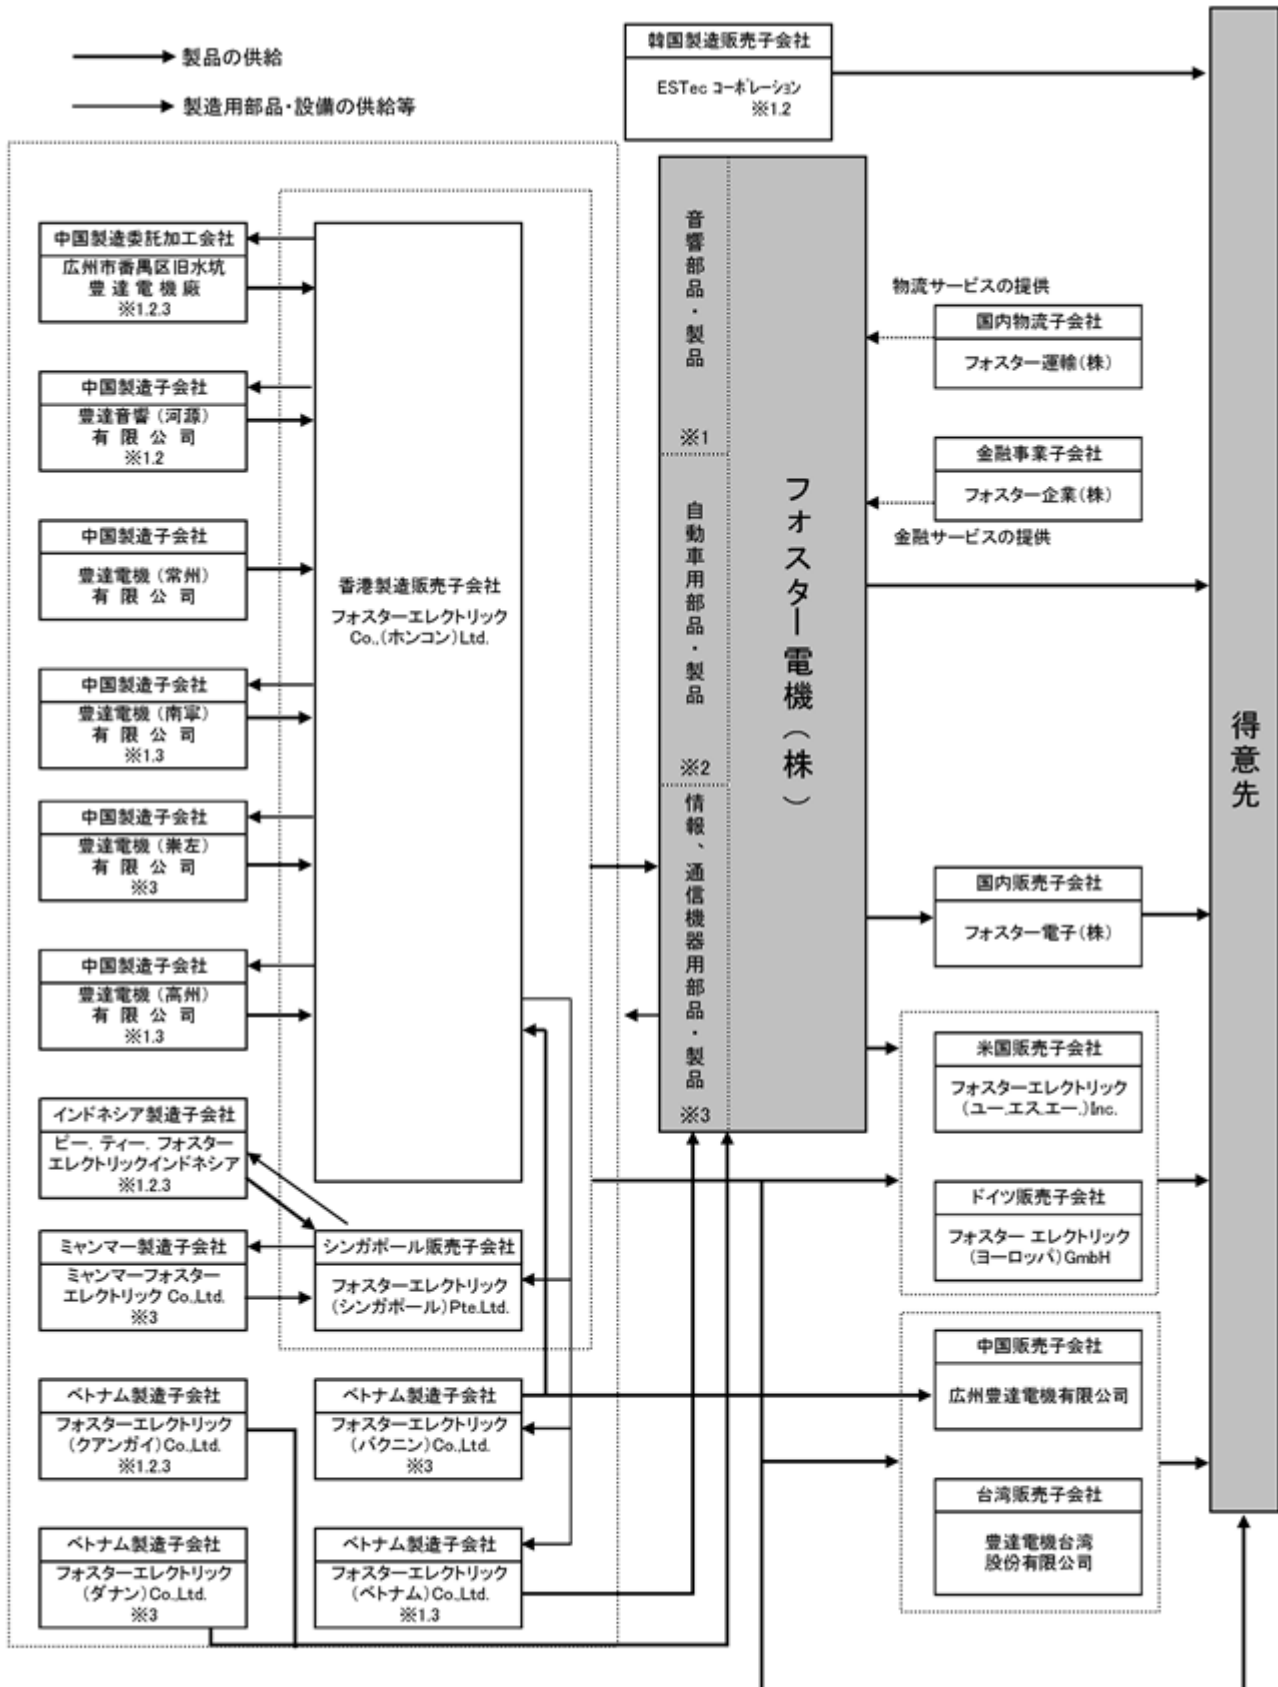 製品の供給
製造用部品・設備の供給等
韓国製造販売子会社
ESTec コーポレーション
※1.2
中国製造委託加工会社
広州市番禺区旧水坑
豊達電機廠
※1.2.3
中国製造子会社
豊達音響(河源)
有限公司
※1.2
中国製造子会社
豊達電機(常州)
有限公司
中国製造子会社
豊達電機(南寧)
有限公司
※1.3
中国製造子会社
豊達電機(崇左)
有限公司
※3
中国製造子会社
豊達電機(高州)
有限公司
※1.3
インドネシア製造子会社
ピー. ティー. フォスター
エレクトリックインドネシア
※1.2.3
ミャンマー製造子会社
ミャンマーフォスター
エレクトリック Co.,Ltd.
※3
ベトナム製造子会社
フォスターエレクトリック
(クアンガイ)Co.,Ltd.
※1.2.3
ベトナム製造子会社
フォスターエレクトリック
(ダナン)Co.,Ltd.
※3
香港製造販売子会社
フォスターエレクトリック
Co.,(ホンコン)Ltd.
シンガポール販売子会社
フォスターエレクトリック
(シンガポール)Pte.Ltd.
ベトナム製造子会社
フォスターエレクトリック
(バクニン)Co.,Ltd.
※3
ベトナム製造子会社
フォスターエレクトリック
(ベトナム)Co.,Ltd.
※1.3
音響部品・製品
※1
自動車用部品・製品
※2
情報、通信機器用部品・製品
※3
フォスター電機(株)
物流サービスの提供
国内物流子会社
フォスター運輸(株)
金融事業子会社
フォスター企業(株)
金融サービスの提供
国内販売子会社
フォスター電子(株)
米国販売子会社
フォスターエレクトリック
(ユー.エス.エー.)Inc.
ドイツ販売子会社
フォスター エレクトリック
(ヨーロッパ)GmbH
中国販売子会社
広州豊達電機有限公司
台湾販売子会社
豊達電機台湾
股份有限公司
得意先